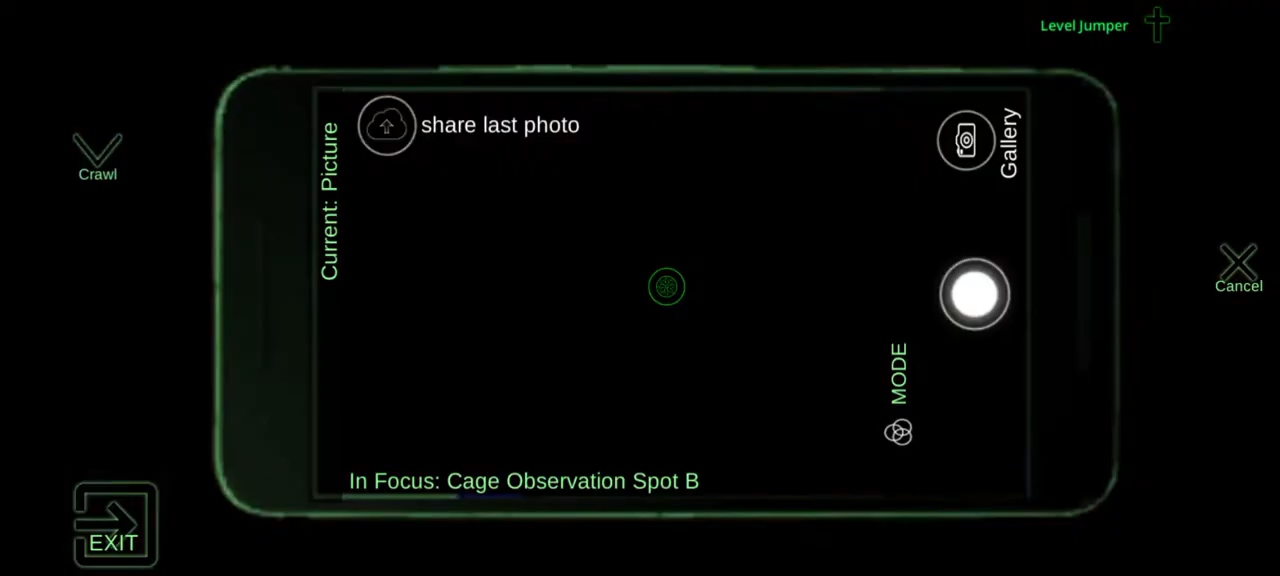 Level Jumper
share last photo
Current: Picture
Gallery
Crawl
Cancel
MODE
In Focus: Cage Observation Spot B
EXIT